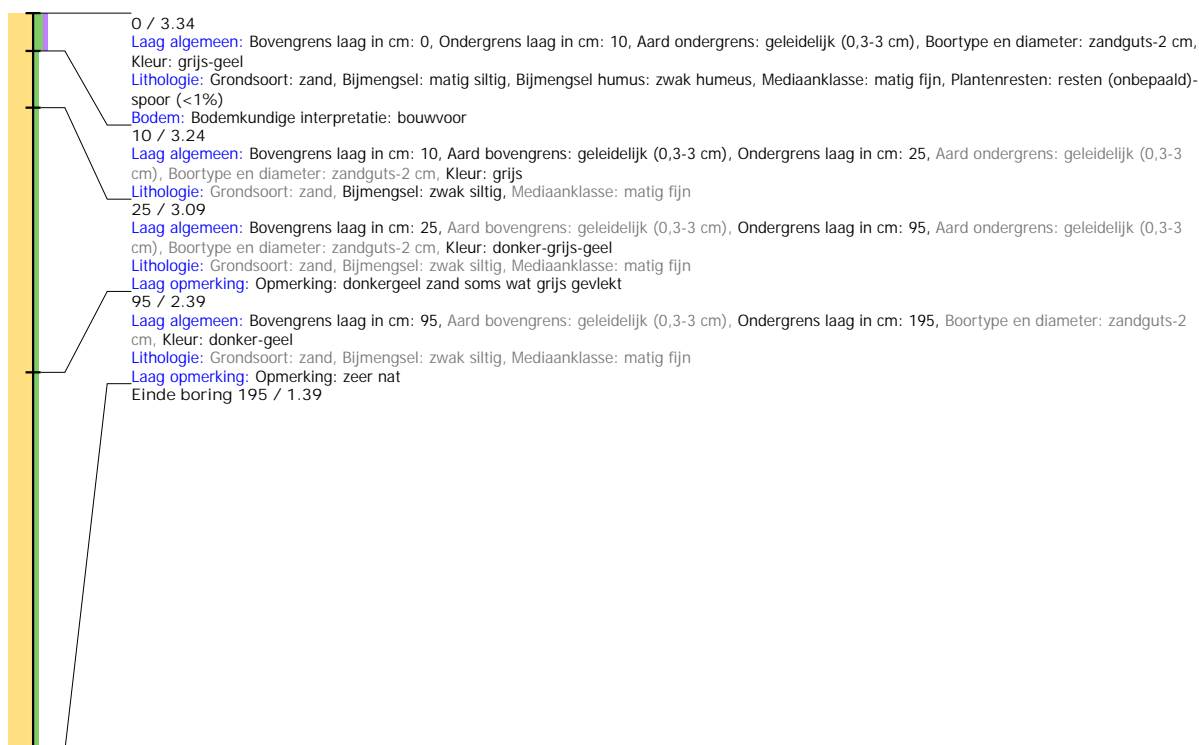 0 / 3.34
Laag algemeen: Bovengrens laag in cm: 0, Ondergrens laag in cm: 10, Aard ondergrens: geleidelijk (0,3-3 cm), Boortype en diameter: zandguts-2 cm,
Kleur: grijs-geel
Lithologie: Grondsoort: zand, Bijmengsel: matig siltig, Bijmengsel humus: zwak humeus, Mediaanklasse: matig fijn, Plantenresten: resten (onbepaald)-
spoor (<1%)
Bodem: Bodemkundige interpretatie: bouwvoor
10 / 3.24
Laag algemeen: Bovengrens laag in cm: 10, Aard bovengrens: geleidelijk (0,3-3 cm), Ondergrens laag in cm: 25, Aard ondergrens: geleidelijk (0,3-3
cm), Boortype en diameter: zandguts-2 cm, Kleur: grijs
Lithologie: Grondsoort: zand, Bijmengsel: zwak siltig, Mediaanklasse: matig fijn
25 / 3.09
Laag algemeen: Bovengrens laag in cm: 25, Aard bovengrens: geleidelijk (0,3-3 cm), Ondergrens laag in cm: 95, Aard ondergrens: geleidelijk (0,3-3
cm), Boortype en diameter: zandguts-2 cm, Kleur: donker-grijs-geel
Lithologie: Grondsoort: zand, Bijmengsel: zwak siltig, Mediaanklasse: matig fijn
Laag opmerking: Opmerking: donkergeel zand soms wat grijs gevlekt
95 / 2.39
Laag algemeen: Bovengrens laag in cm: 95, Aard bovengrens: geleidelijk (0,3-3 cm), Ondergrens laag in cm: 195, Boortype en diameter: zandguts-2
cm, Kleur: donker-geel
Lithologie: Grondsoort: zand, Bijmengsel: zwak siltig, Mediaanklasse: matig fijn
Laag opmerking: Opmerking: zeer nat
Einde boring 195 / 1.39